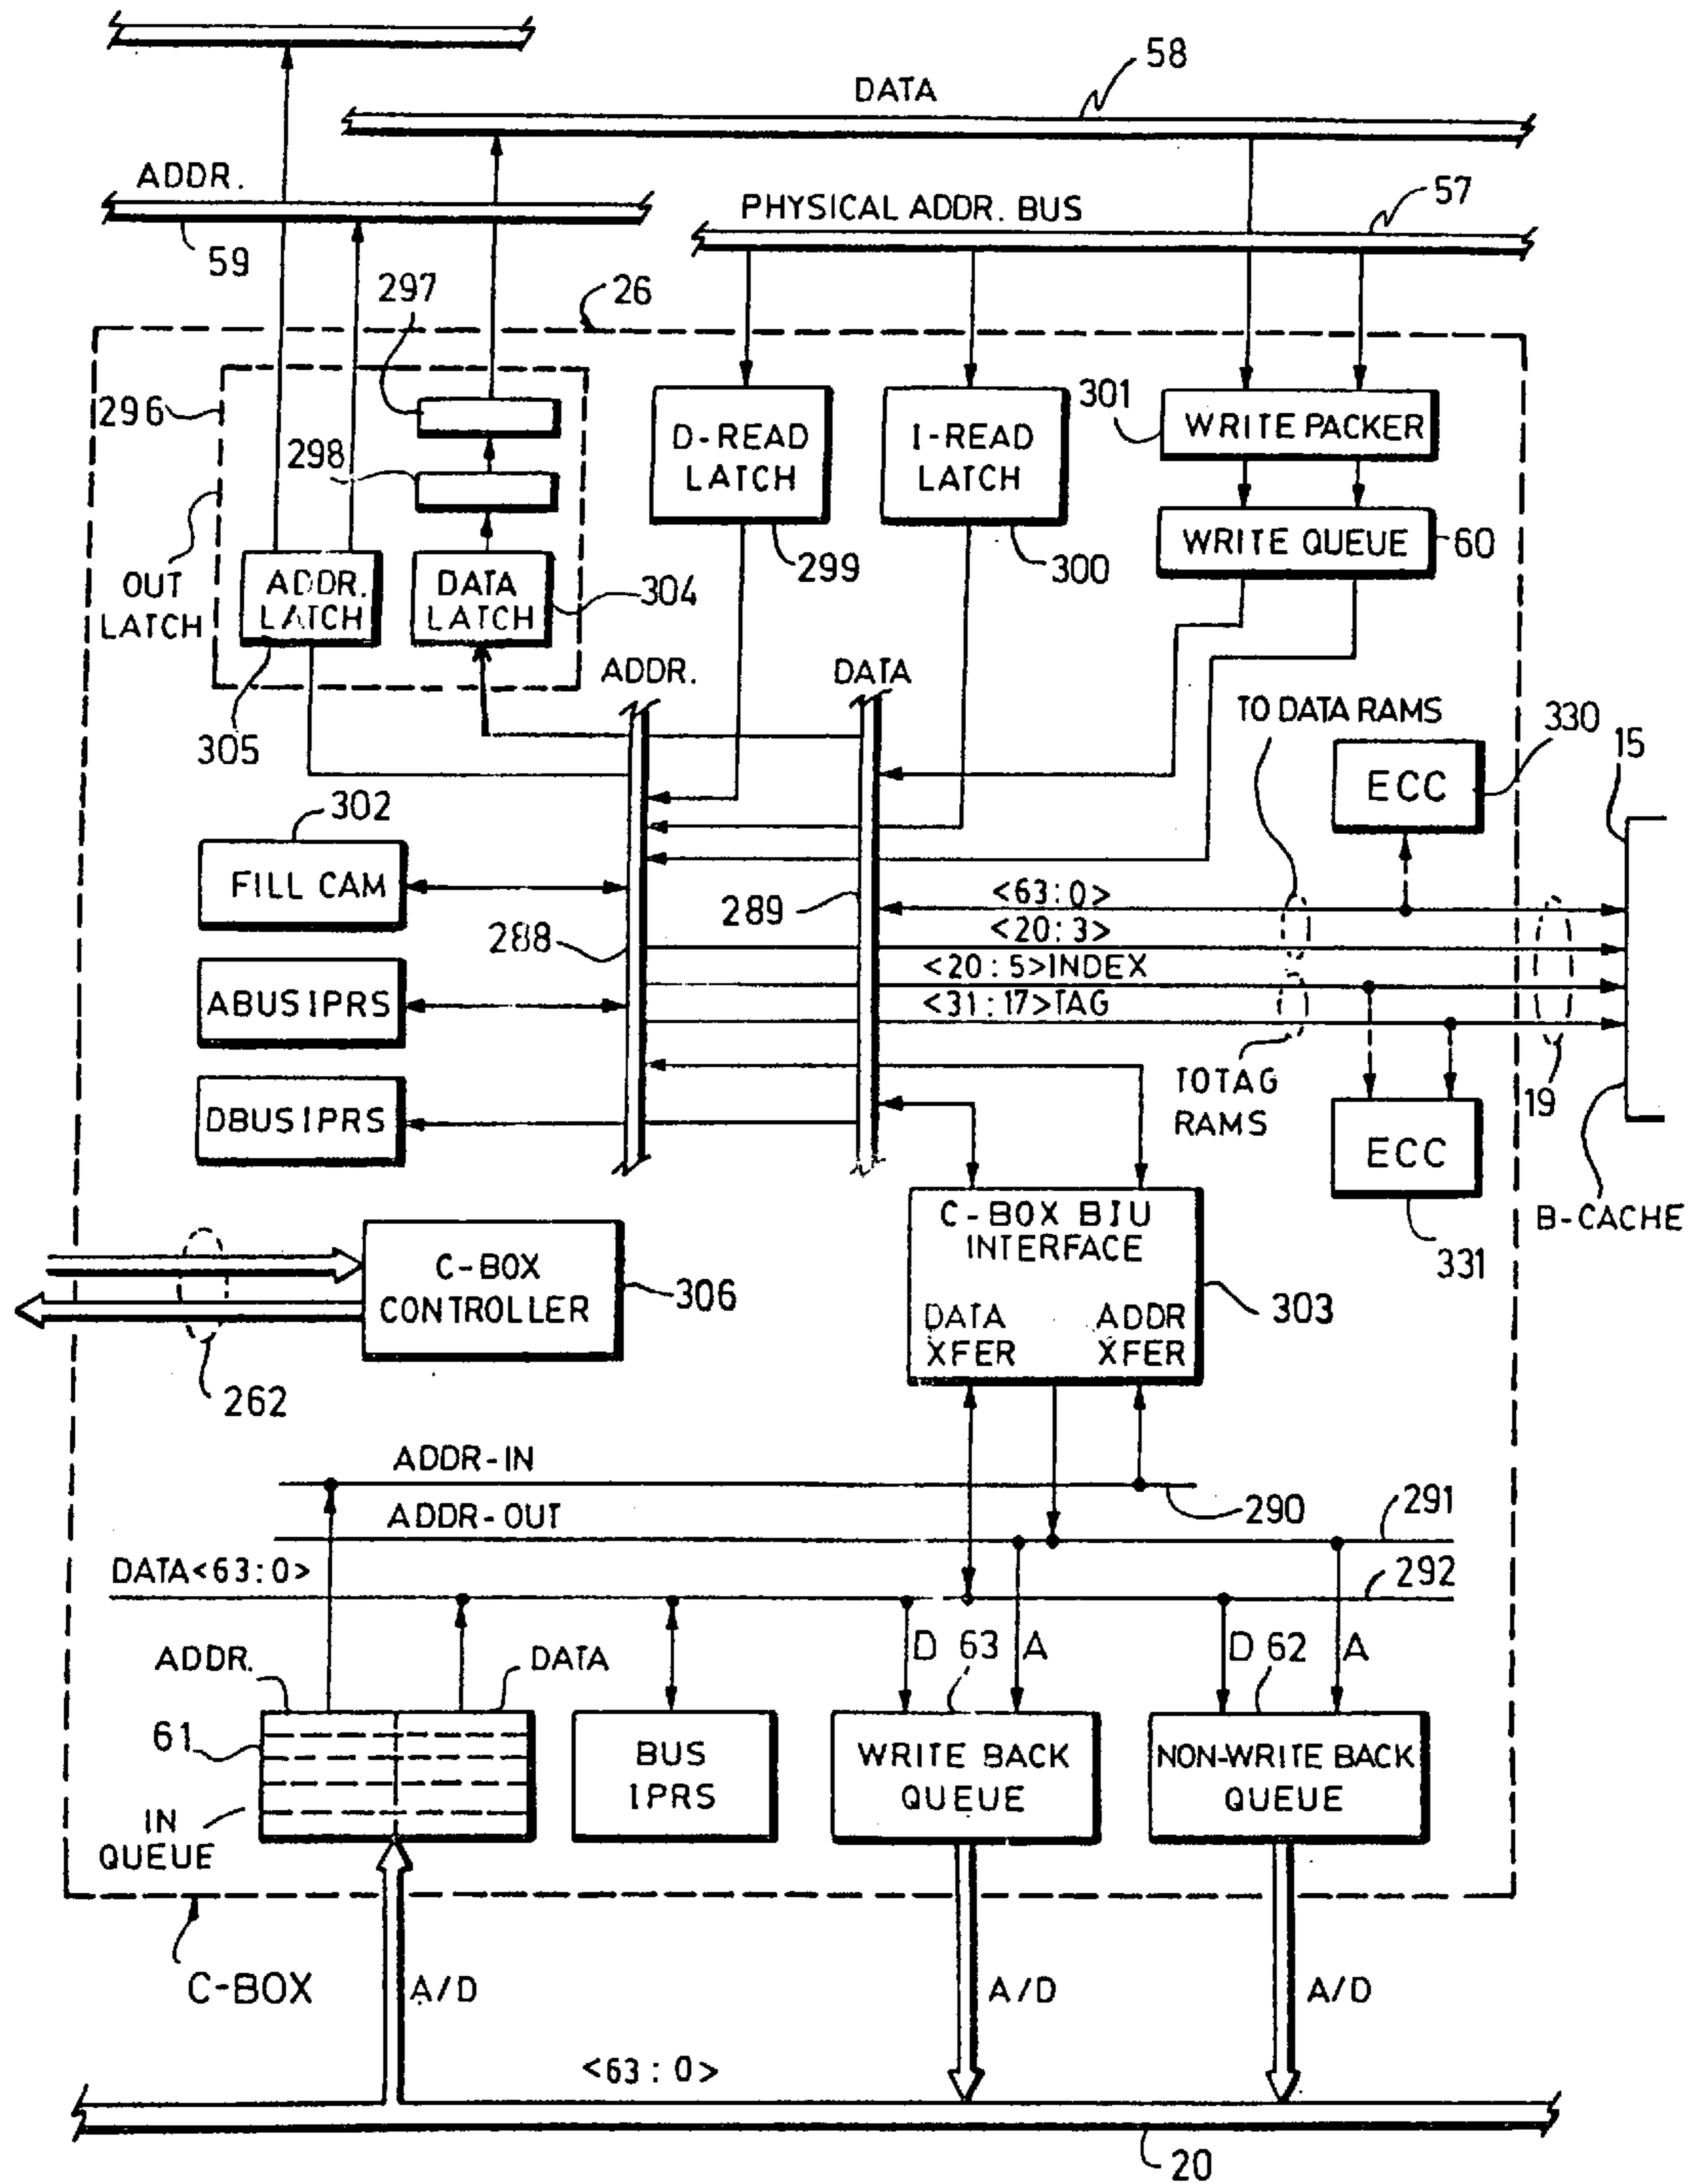 58
DATA
ADDR.
57
PHYSICAL ADDR. BUS
59
297
26
296
298
D-READ
LATCH
I-READ
LATCH
301
WRITE PACKER
WRITE QUEUE
60
299
300
OUT
LATCH
ADDR.
LATCH
DATA
LATCH
304
305
ADDR.
DATA
TO DATA RAMS
330
15
ECC
302
FILL CAM
288
289
<63:0>
<20:3>
<20:5>INDEX
<31:17>TAG
ABUS IPRS
DBUS IPRS
TO TAG
RAMS
19
ECC
331
B-CACHE
C-BOX
CONTROLLER
306
262
C-BOX BIU
INTERFACE
DATA
XFER
ADDR
XFER
303
ADDR-IN
290
ADDR-OUT
291
DATA<63:0>
292
ADDR.
DATA
D 63 A
D 62 A
61
IN
QUEUE
BUS
IPRS
WRITE BACK
QUEUE
NON-WRITE BACK
QUEUE
C-BOX
A/D
A/D
A/D
<63:0>
20